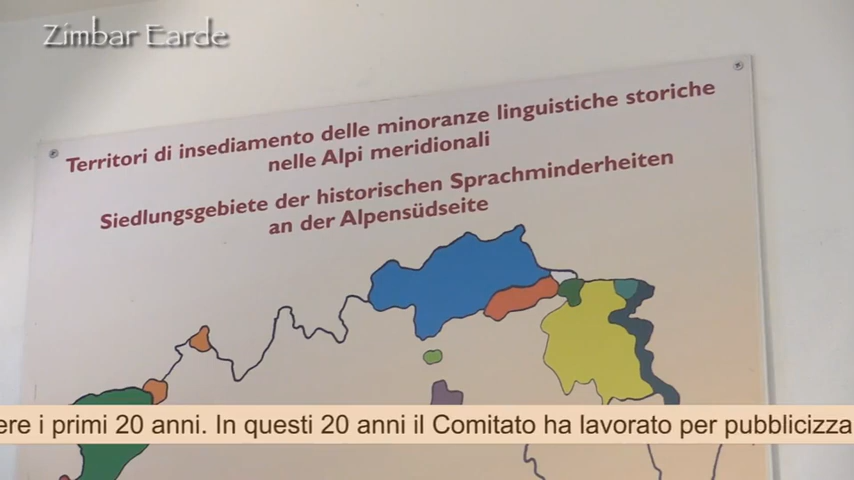 Zimbar Earde
Territori di insediamento delle minoranze linguistiche storiche
nelle Alpi meridionali
Siedlungsgebiete der historischen Sprachminderheiten
an der Alpensüdseite
ere i primi 20 anni. In questi 20 anni il Comitato ha lavorato per pubblicizza